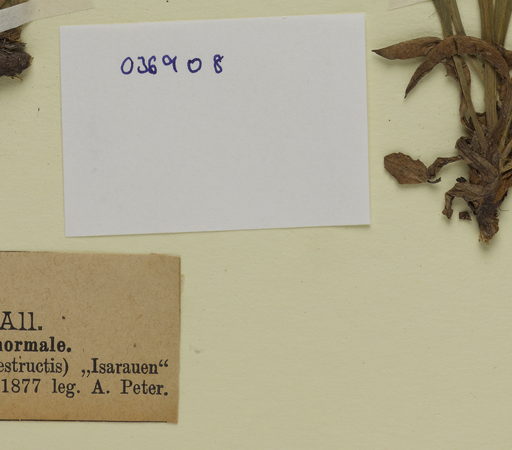 036908
All.
normale.
estructis) „Isarauen“
1877 leg. A. Peter.